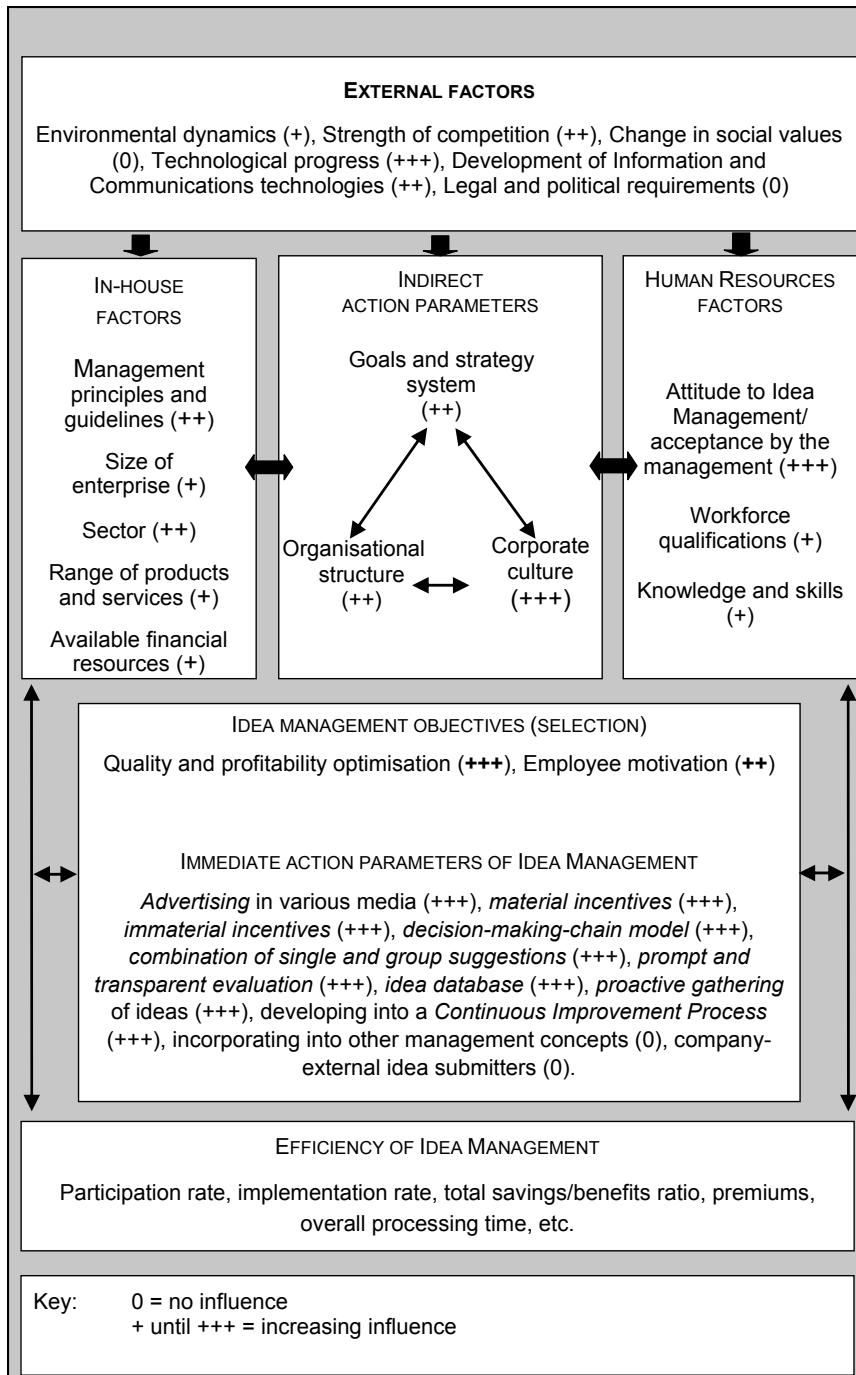 EXTERNAL FACTORS
Environmental dynamics (+), Strength of competition (++), Change in social values
(0), Technological progress (+++), Development of Information and
Communications technologies (++), Legal and political requirements (0)
IN-HOUSE
FACTORS
Management
principles and
guidelines (++)
Size of
enterprise (+)
Sector (++)
Range of products
and services (+)
Available financial
resources (+)
INDIRECT
ACTION PARAMETERS
Goals and strategy
system
(++)
Organisational
structure
(++)
Corporate
culture
(+++)
HUMAN RESOURCES
FACTORS
Attitude to Idea
Management/
acceptance by the
management (+++)
Workforce
qualifications (+)
Knowledge and skills
(+)
IDEA MANAGEMENT OBJECTIVES (SELECTION)
Quality and profitability optimisation (+++), Employee motivation (++)
IMMEDIATE ACTION PARAMETERS OF IDEA MANAGEMENT
Advertising in various media (+++), material incentives (+++),
immaterial incentives (+++), decision-making-chain model (+++),
combination of single and group suggestions (+++), prompt and
transparent evaluation (+++), idea database (+++), proactive gathering
of ideas (+++), developing into a Continuous Improvement Process
(+++), incorporating into other management concepts (0), company-
external idea submitters (0).
EFFICIENCY OF IDEA MANAGEMENT
Participation rate, implementation rate, total savings/benefits ratio, premiums,
overall processing time, etc.
Key: 0 = no influence
+ until +++ = increasing influence